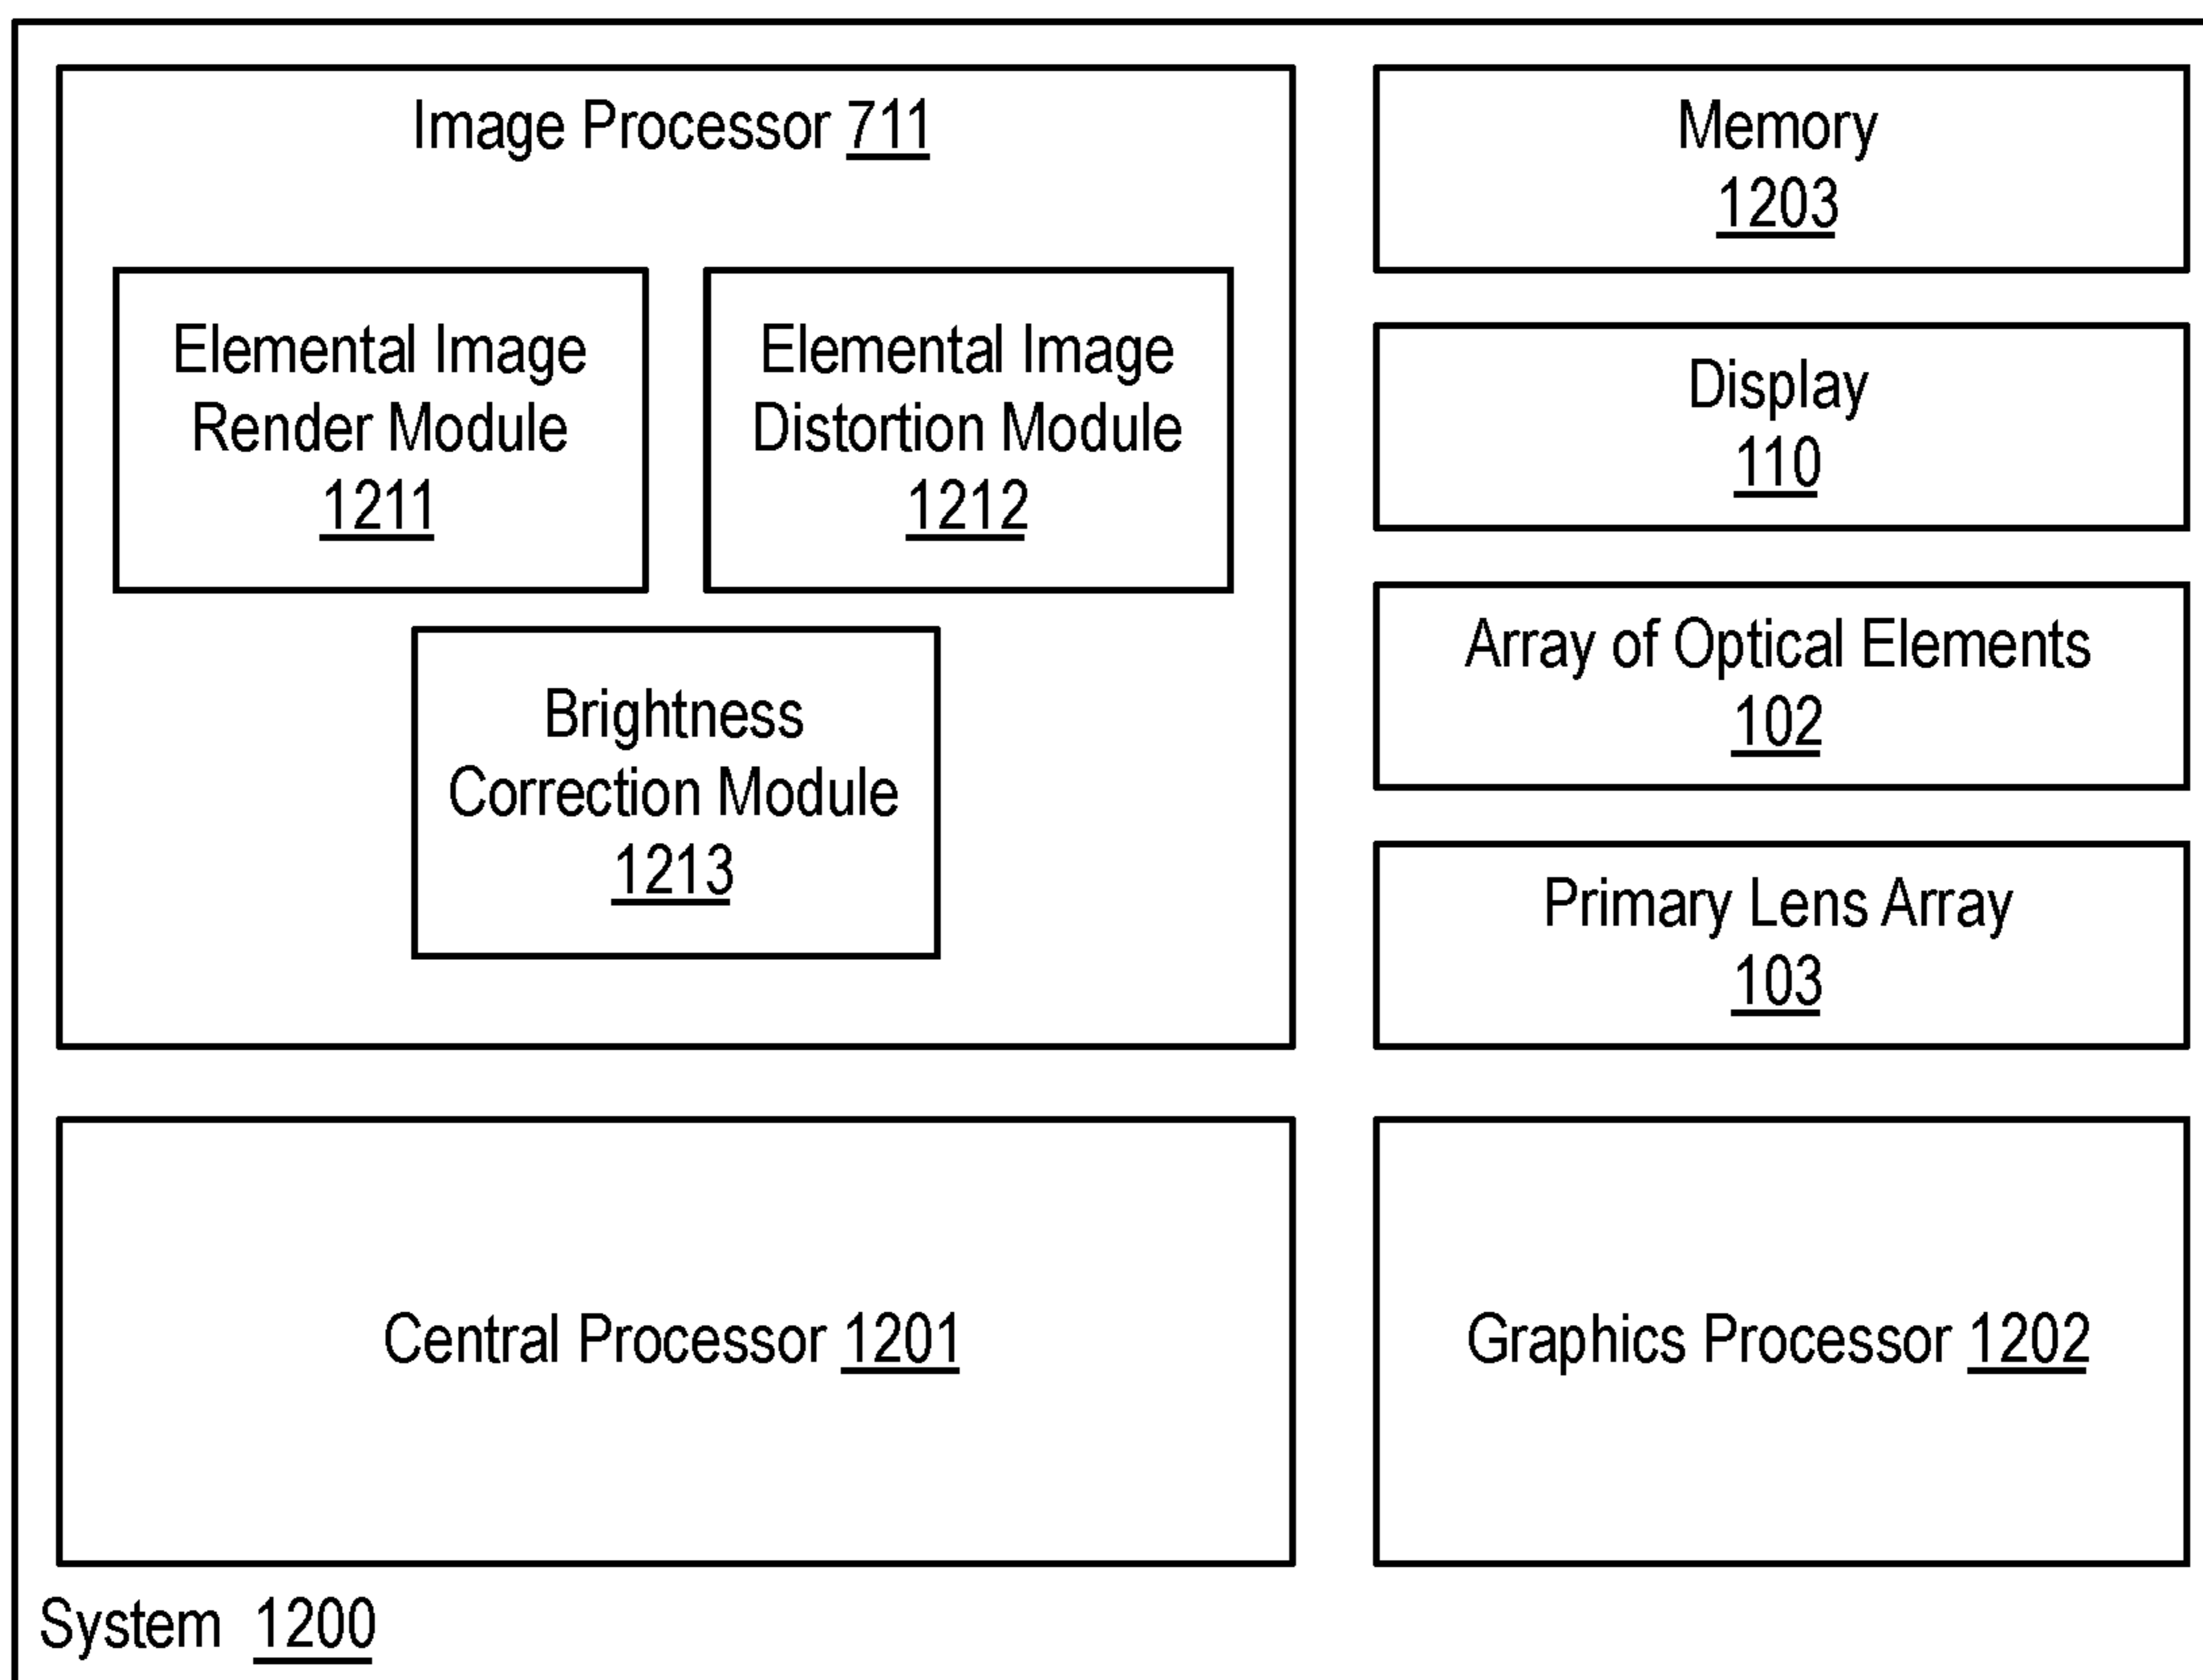 Image Processor 711
Elemental Image
Render Module
1211
Elemental Image
Distortion Module
1212
Brightness
Correction Module
1213
Memory
1203
Display
110
Array of Optical Elements
102
Primary Lens Array
103
Central Processor 1201
Graphics Processor 1202
System 1200